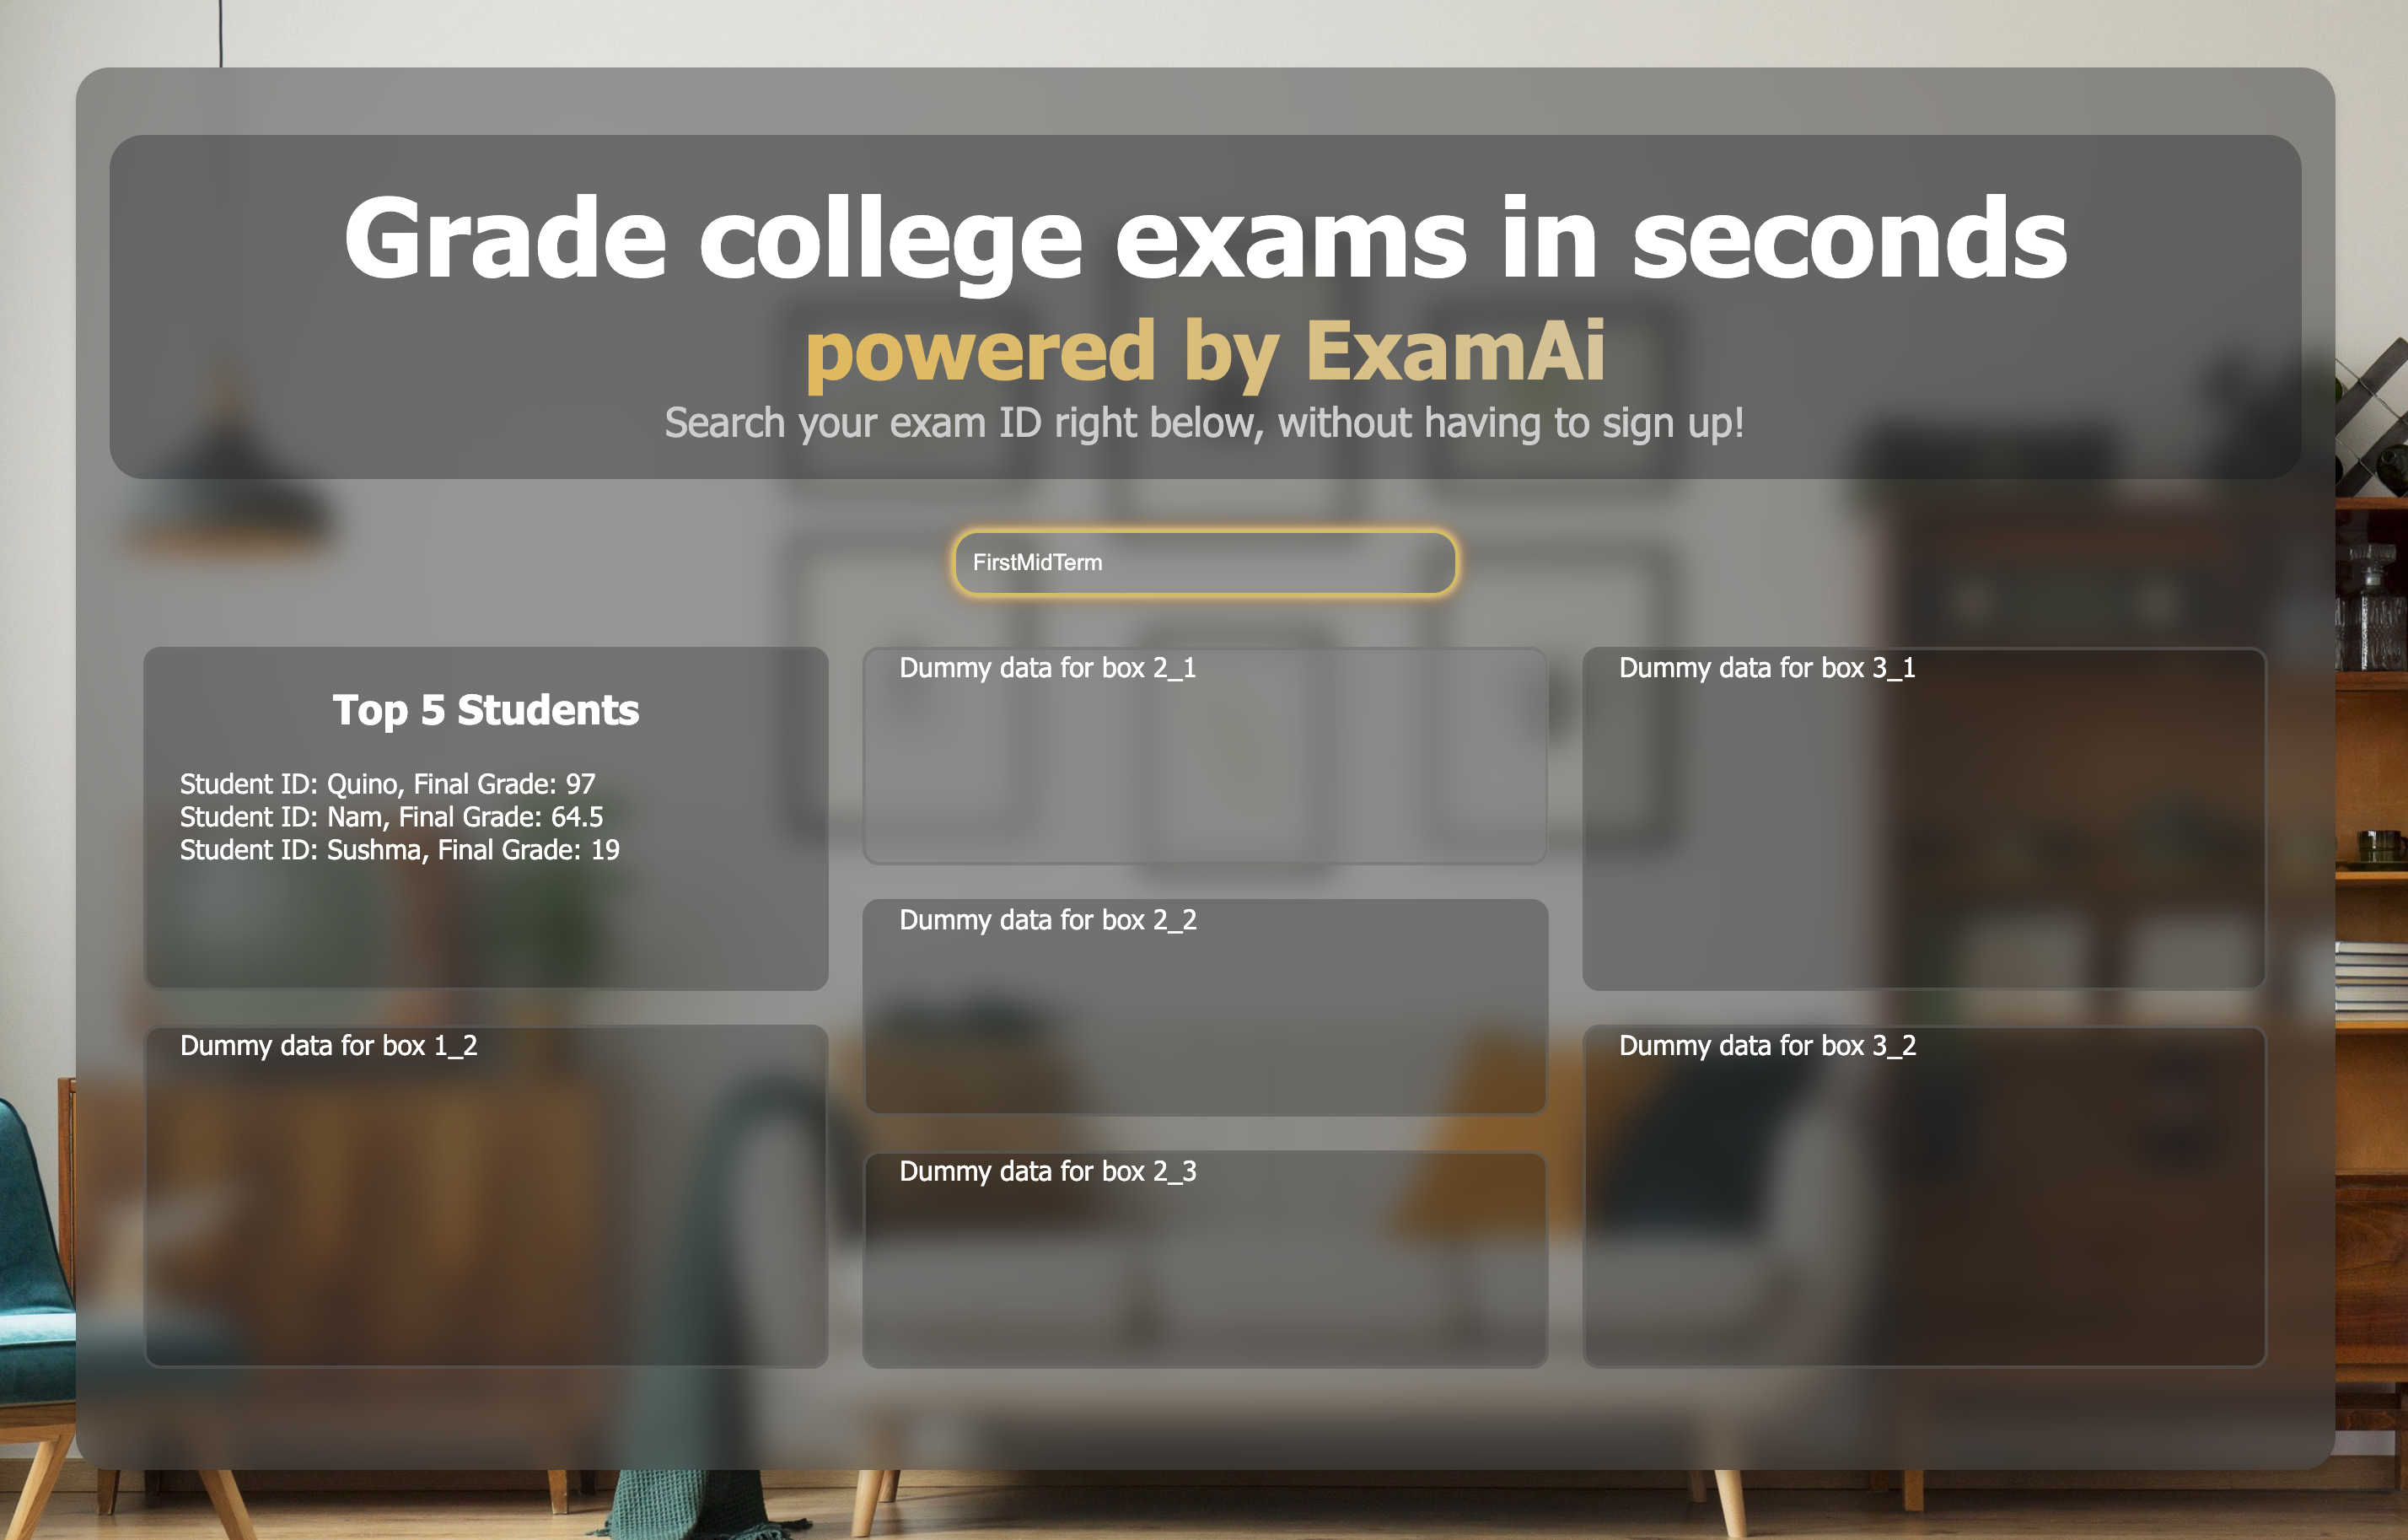 Grade college exams in seconds
powered by ExamAi
Search your exam ID right below, without having to sign up!
FirstMidTerm
Top 5 Students
Student ID: Quino, Final Grade: 97
Student ID: Nam, Final Grade: 64.5
Student ID: Sushma, Final Grade: 19
Dummy data for box 1_2
Dummy data for box 2_1
Dummy data for box 2_2
Dummy data for box 2_3
Dummy data for box 3_1
Dummy data for box 3_2